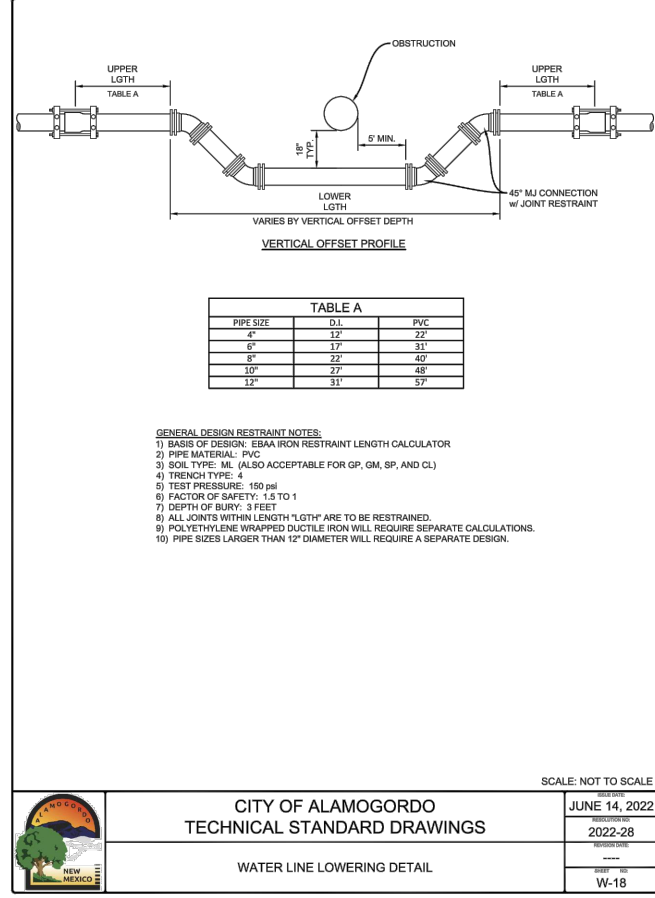 OBSTRUCTION
UPPER
LGTH
TABLE A
UPPER
LGTH
TABLE A
18"
TYP.
5' MIN.
LOWER
LGTH
45° MJ CONNECTION
w/ JOINT RESTRAINT
VARIES BY VERTICAL OFFSET DEPTH
VERTICAL OFFSET PROFILE
TABLE A
PIPE SIZE D.I. PVC
4" 12' 22'
6" 17' 31'
8" 22' 40'
10" 27' 48'
12" 31' 57'
GENERAL DESIGN RESTRAINT NOTES:
1) BASIS OF DESIGN: EBAA IRON RESTRAINT LENGTH CALCULATOR
2) PIPE MATERIAL: PVC
3) SOIL TYPE: ML (ALSO ACCEPTABLE FOR GP, GM, SP, AND CL)
4) TRENCH TYPE: 4
5) TEST PRESSURE: 150 psi
6) FACTOR OF SAFETY: 1.5 TO 1
7) DEPTH OF BURY: 3 FEET
8) ALL JOINTS WITHIN LENGTH "LGTH" ARE TO BE RESTRAINED.
9) POLYETHYLENE WRAPPED DUCTILE IRON WILL REQUIRE SEPARATE CALCULATIONS.
10) PIPE SIZES LARGER THAN 12" DIAMETER WILL REQUIRE A SEPARATE DESIGN.
SCALE: NOT TO SCALE
ALAMOGORDO
NEW
MEXICO
CITY OF ALAMOGORDO
TECHNICAL STANDARD DRAWINGS
WATER LINE LOWERING DETAIL
ISSUE DATE:
JUNE 14, 2022
RESOLUTION NO:
2022-28
REVISION DATE:
----
SHEET NO:
W-18